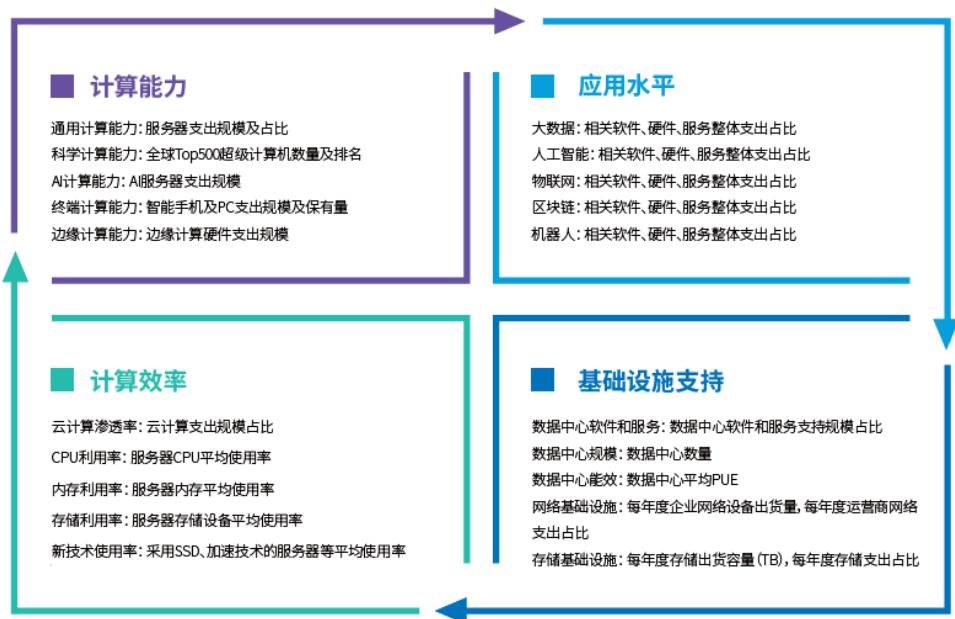 计算能力
通用计算能力：服务器支出规模及占比
科学计算能力：全球Top500超级计算机数量及排名
AI计算能力：AI服务器支出规模
终端计算能力：智能手机及PC支出规模及保有量
边缘计算能力：边缘计算硬件支出规模
应用水平
大数据：相关软件、硬件、服务整体支出占比
人工智能：相关软件、硬件、服务整体支出占比
物联网：相关软件、硬件、服务整体支出占比
区块链：相关软件、硬件、服务整体支出占比
机器人：相关软件、硬件、服务整体支出占比
计算效率
云计算渗透率：云计算支出规模占比
CPU利用率：服务器CPU平均使用率
内存利用率：服务器内存平均使用率
存储利用率：服务器存储设备平均使用率
新技术使用率：采用SSD、加速技术的服务器等平均使用率
基础设施支持
数据中心软件和服务：数据中心软件和服务支持规模占比
数据中心规模：数据中心数量
数据中心能效：数据中心平均PUE
网络基础设施：每年度企业网络设备出货量，每年度运营商网络
支出占比
存储基础设施：每年度存储出货容量（TB），每年度存储支出占比